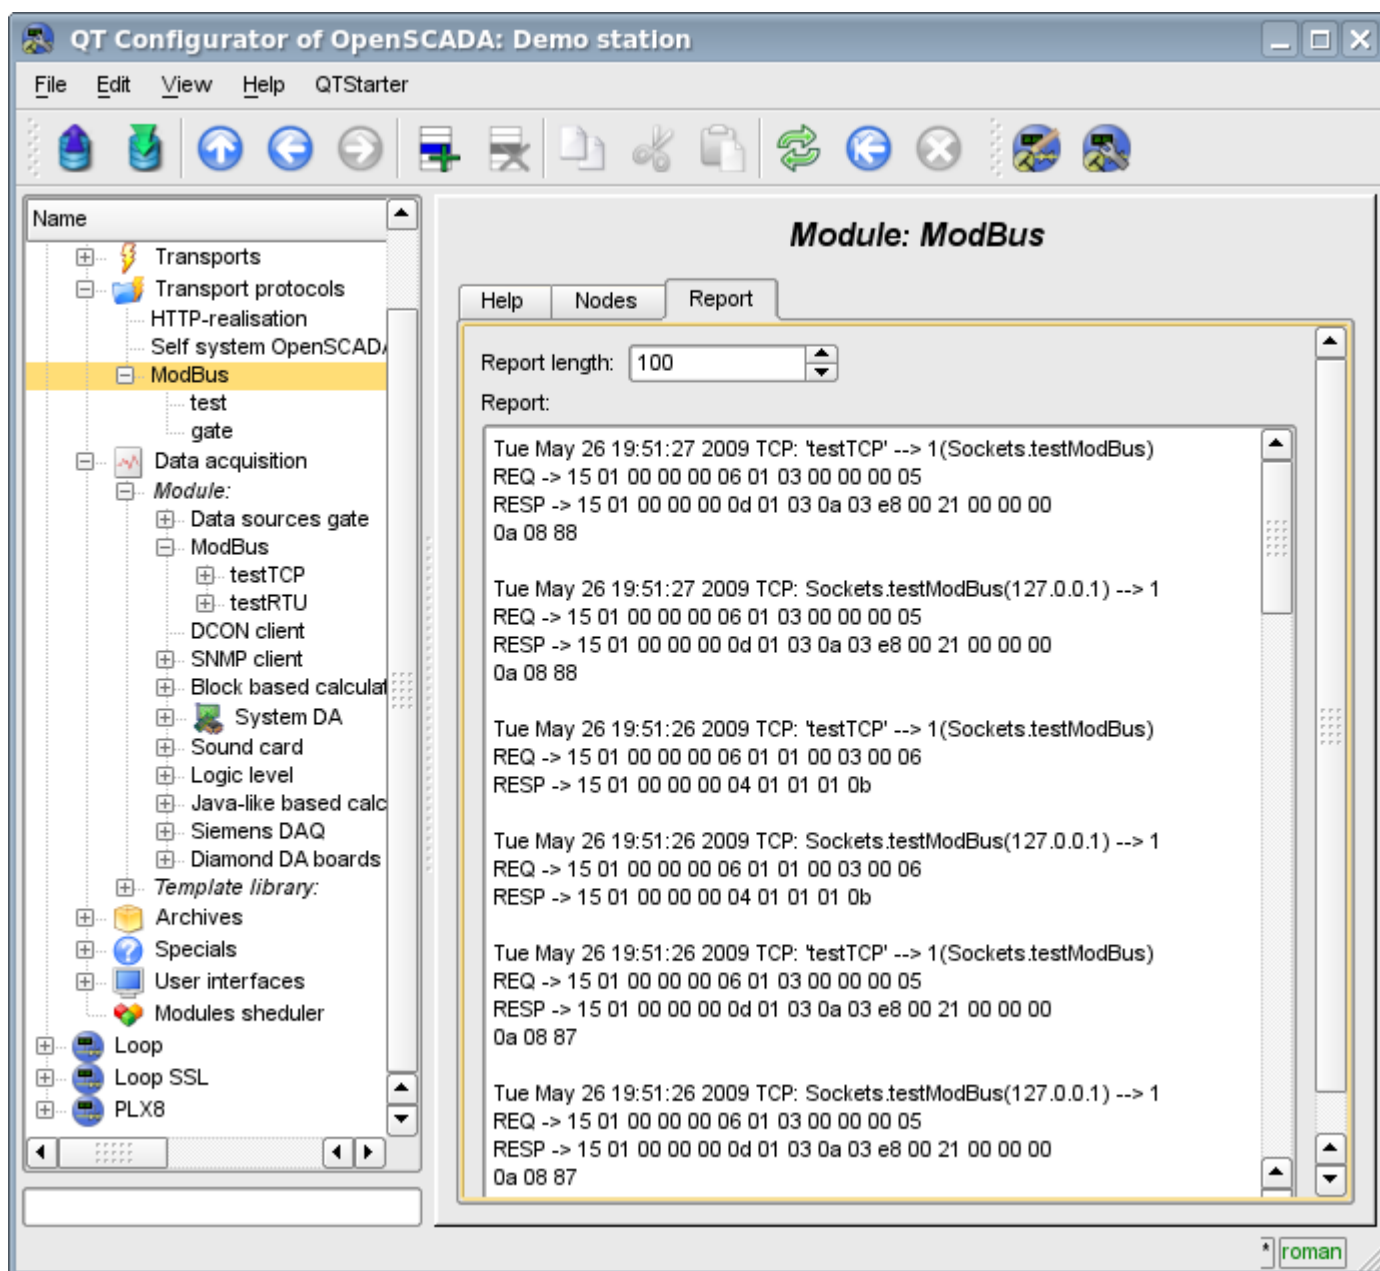 QT Configurator of OpenSCADA: Demo station
File Edit View Help QTStarter
Name
Transports
Transport protocols
HTTP-realisation
Self system OpenSCADA
ModBus
test
gate
Data acquisition
Module:
Data sources gate
ModBus
testTCP
testRTU
DCON client
SNMP client
Block based calculat
System DA
Sound card
Logic level
Java-like based calc
Siemens DAQ
Diamond DA boards
Template library:
Archives
Specials
User interfaces
Modules sheduler
Loop
Loop SSL
PLX8
Module: ModBus
Help Nodes Report
Report length: 100
Report:
Tue May 26 19:51:27 2009 TCP: 'testTCP' --> 1(Sockets.testModBus)
REQ -> 15 01 00 00 00 06 01 03 00 00 00 05
RESP -> 15 01 00 00 00 0d 01 03 0a 03 e8 00 21 00 00 00
0a 08 88
Tue May 26 19:51:27 2009 TCP: Sockets.testModBus(127.0.0.1) --> 1
REQ -> 15 01 00 00 00 06 01 03 00 00 00 05
RESP -> 15 01 00 00 00 0d 01 03 0a 03 e8 00 21 00 00 00
0a 08 88
Tue May 26 19:51:26 2009 TCP: 'testTCP' --> 1(Sockets.testModBus)
REQ -> 15 01 00 00 00 06 01 01 00 03 00 06
RESP -> 15 01 00 00 00 04 01 01 01 0b
Tue May 26 19:51:26 2009 TCP: Sockets.testModBus(127.0.0.1) --> 1
REQ -> 15 01 00 00 00 06 01 01 00 03 00 06
RESP -> 15 01 00 00 00 04 01 01 01 0b
Tue May 26 19:51:26 2009 TCP: 'testTCP' --> 1(Sockets.testModBus)
REQ -> 15 01 00 00 00 06 01 03 00 00 00 05
RESP -> 15 01 00 00 00 0d 01 03 0a 03 e8 00 21 00 00 00
0a 08 87
Tue May 26 19:51:26 2009 TCP: Sockets.testModBus(127.0.0.1) --> 1
REQ -> 15 01 00 00 00 06 01 03 00 00 00 05
RESP -> 15 01 00 00 00 0d 01 03 0a 03 e8 00 21 00 00 00
0a 08 87
* roman